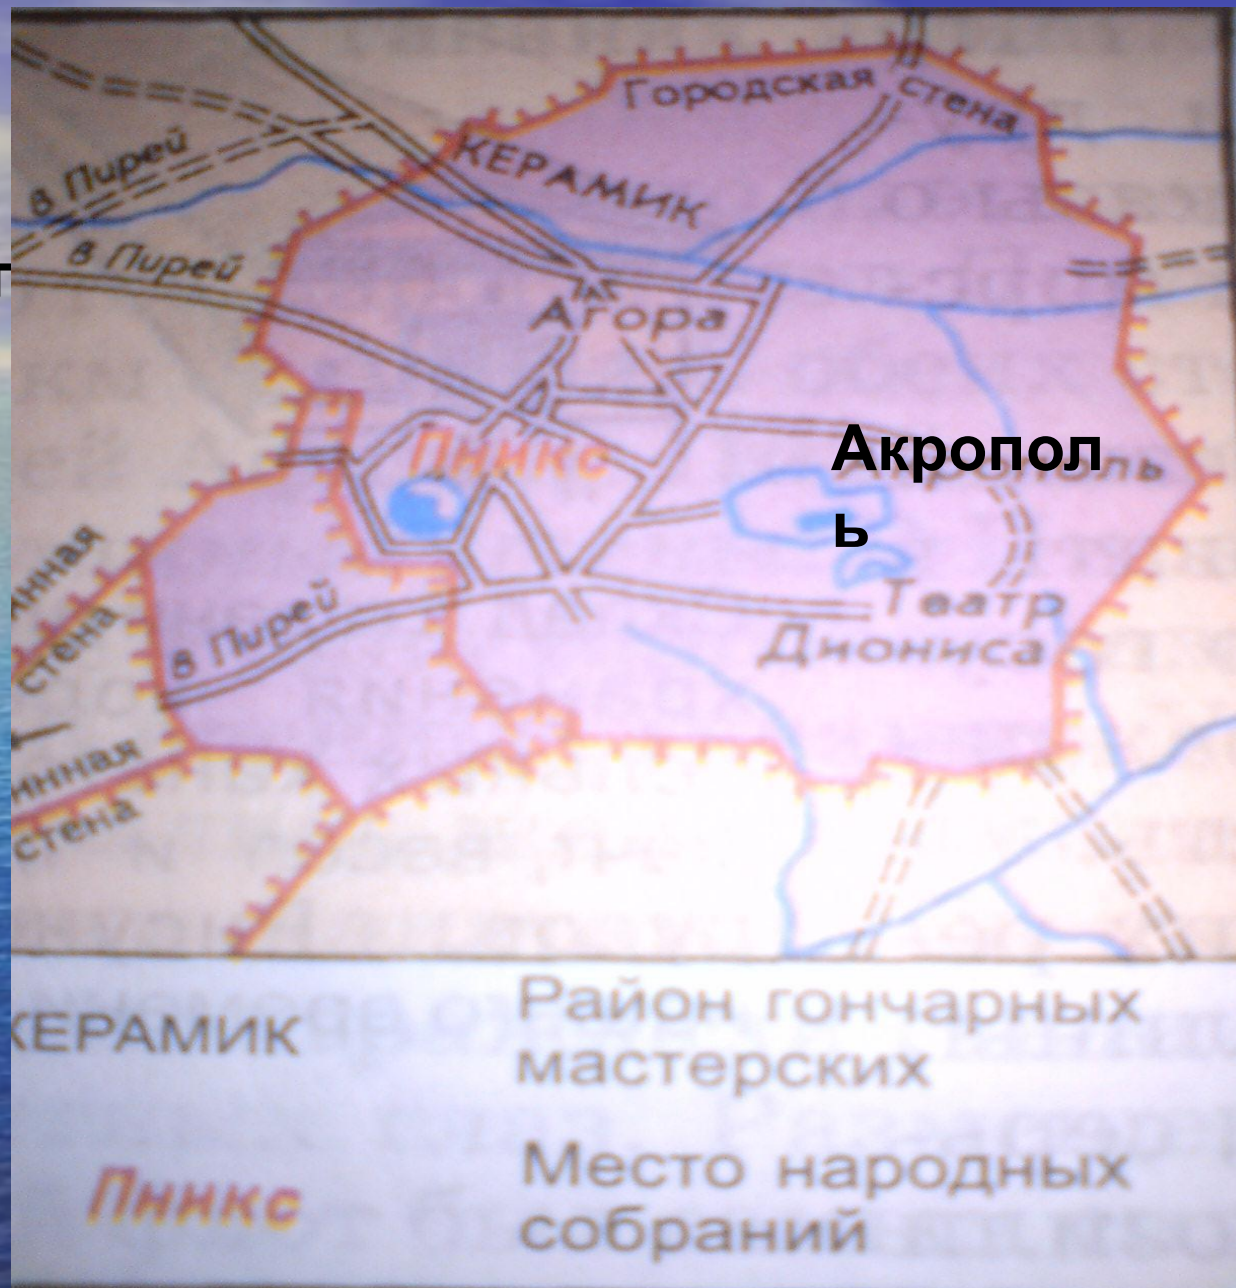 Городская стена
КЕРАМИК
в Пирей
в Пирей
Агора
Акропол
ь
Пникс
Театр
Диониса
в Пирей
стена
стена
КЕРАМИК
Район гончарных
мастерских
Пникс
Место народных
собраний